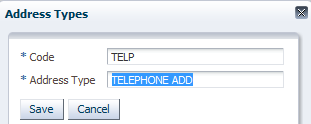 Address Types
* Code TELP
* Address Type TELEPHONE ADD
Save Cancel